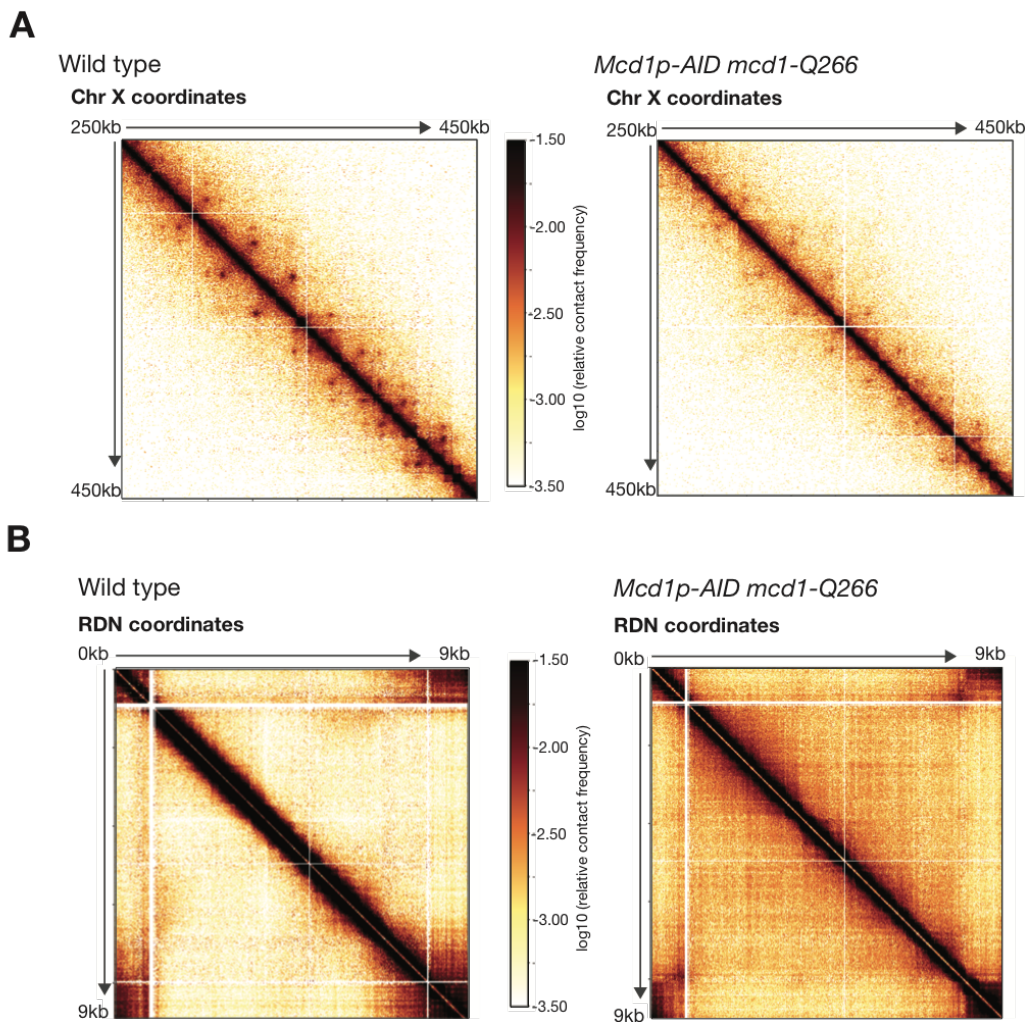 A
Wild type
Mcd1p-AID mcd1-Q266
Chr X coordinates
Chr X coordinates
250kb
450kb
250kb
450kb
-1.50
-2.00
-2.50
-3.00
-3.50
log10 (relative contact frequency)
450kb
450kb
B
Wild type
Mcd1p-AID mcd1-Q266
RDN coordinates
RDN coordinates
0kb
9kb
0kb
9kb
-1.50
-2.00
-2.50
-3.00
-3.50
log10 (relative contact frequency)
9kb
9kb